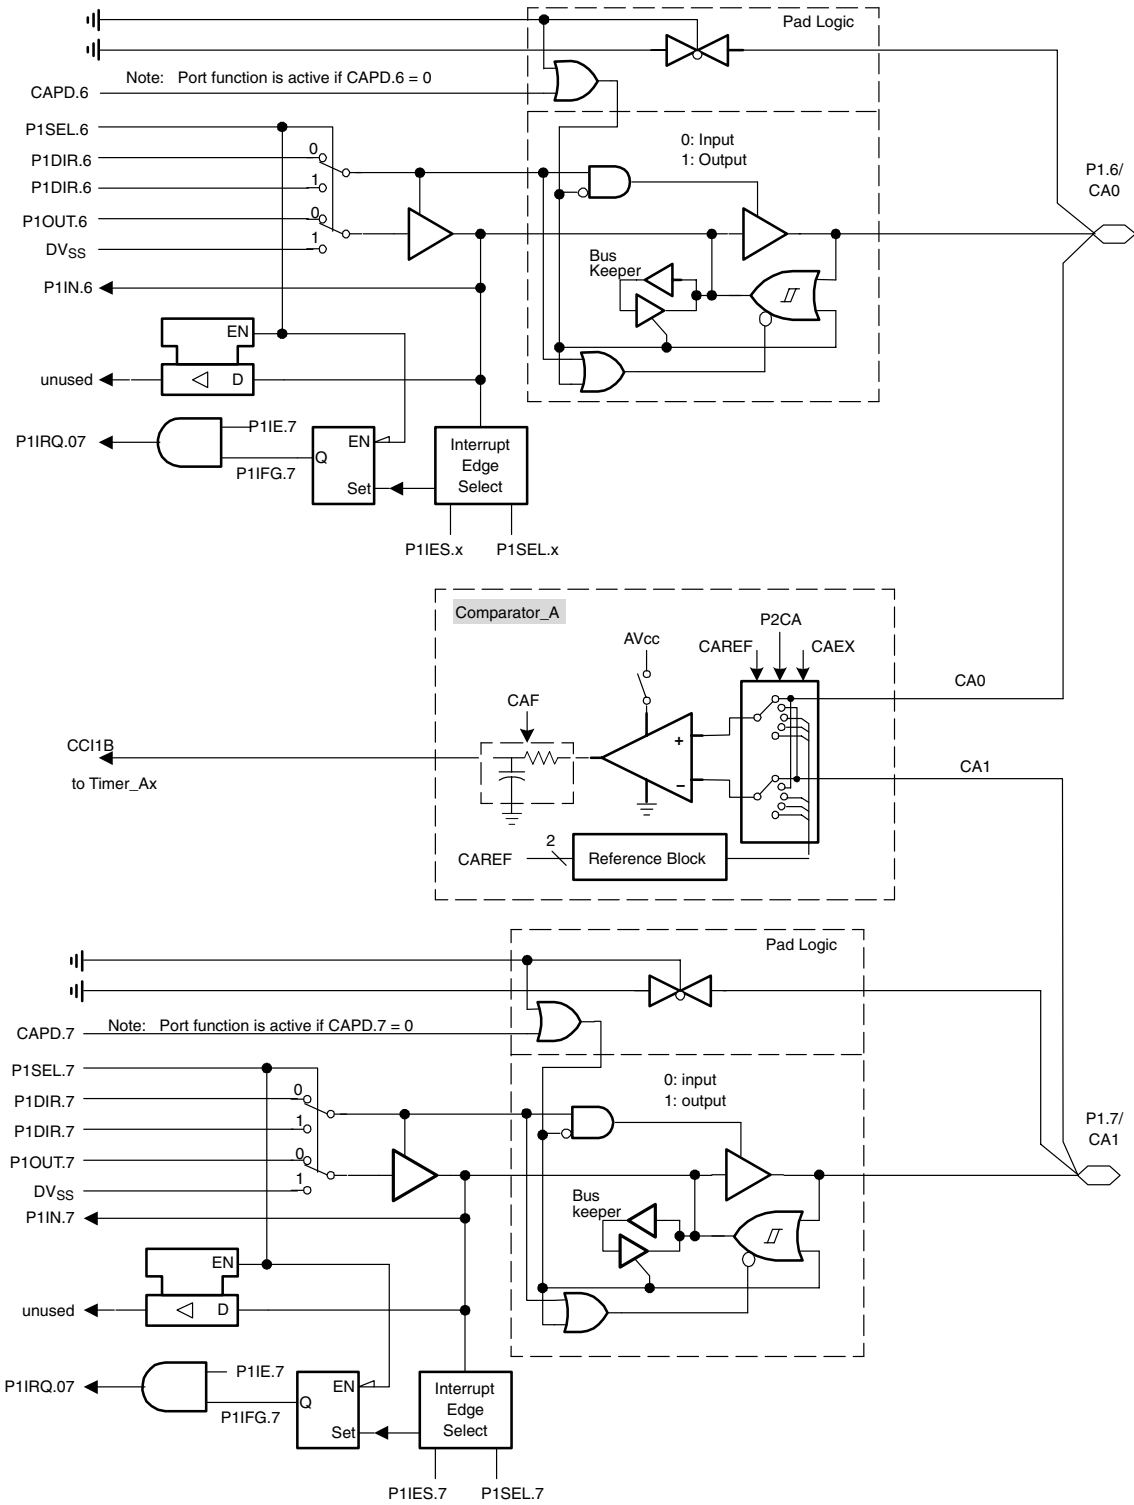 Pad Logic
Note: Port function is active if CAPD.6 = 0
CAPD.6
P1SEL.6
0: Input
1: Output
P1DIR.6
0
P1DIR.6
1
P1.6/
CA0
P1OUT.6
0
DVSS
1
Bus
Keeper
P1IN.6
EN
unused
D
P1IRQ.07
P1IE.7
P1IFG.7
EN
Q
Set
Interrupt
Edge
Select
P1IES.x
P1SEL.x
Comparator_A
P2CA
AVcc
CAREF
CAEX
CA0
CAF
CCI1B
to Timer_Ax
+
−
CA1
CAREF
2
Reference Block
Pad Logic
Note: Port function is active if CAPD.7 = 0
CAPD.7
P1SEL.7
0: input
1: output
P1DIR.7
0
P1DIR.7
1
P1.7/
CA1
P1OUT.7
0
DVSS
1
Bus
keeper
P1IN.7
EN
unused
D
P1IRQ.07
P1IE.7
P1IFG.7
EN
Q
Set
Interrupt
Edge
Select
P1IES.7
P1SEL.7